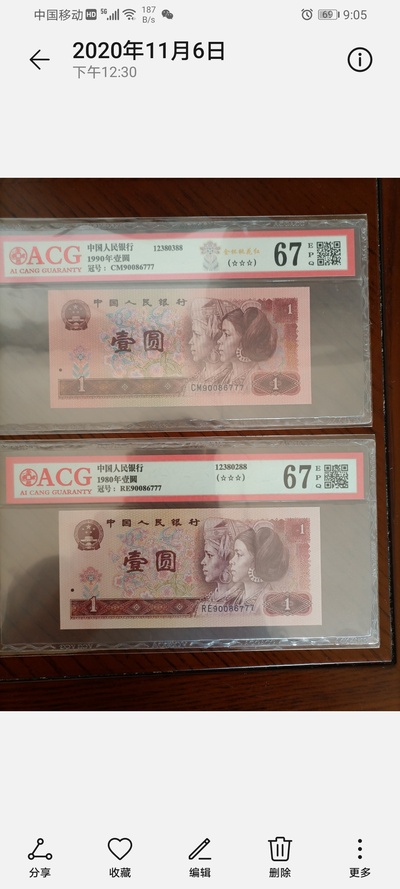 中国移动 HD 5G 187 B/s 69 9:05
2020年11月6日
下午12:30
ACG
AI CANG GUARANTY
中国人民银行 12380388
1990年壹圆
冠号：CM90086777
(☆☆☆)
67 EPQ
中国人民银行
壹圆
1
1
CM90086777
1
ACG
AI CANG GUARANTY
中国人民银行 12380288
1980年壹圆 (☆☆☆)
冠号：RE90086777
67 EPQ
中国人民银行
壹圆
1
1
RE90086777
1
分享 收藏 编辑 删除 更多